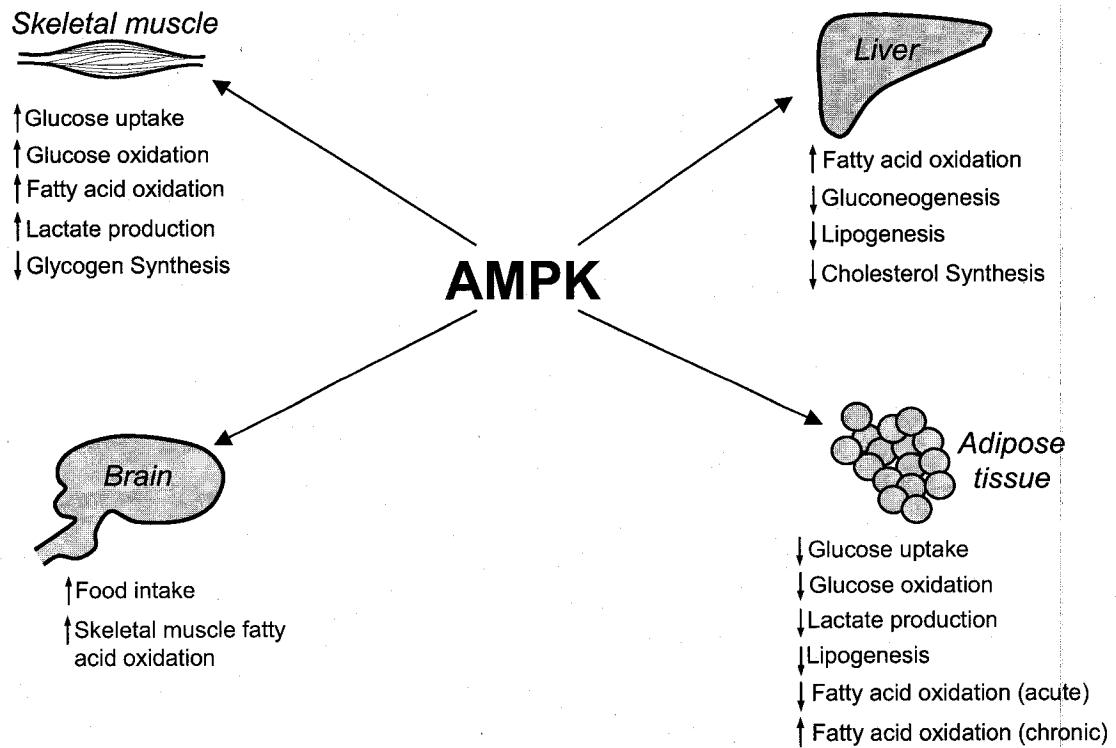 Skeletal muscle
↑ Glucose uptake
↑ Glucose oxidation
↑ Fatty acid oxidation
↑ Lactate production
↓ Glycogen Synthesis
Liver
↑ Fatty acid oxidation
↓ Gluconeogenesis
↓ Lipogenesis
↓ Cholesterol Synthesis
AMPK
Brain
↑ Food intake
↑ Skeletal muscle fatty
acid oxidation
Adipose
tissue
↓ Glucose uptake
↓ Glucose oxidation
↓ Lactate production
↓ Lipogenesis
↓ Fatty acid oxidation (acute)
↑ Fatty acid oxidation (chronic)